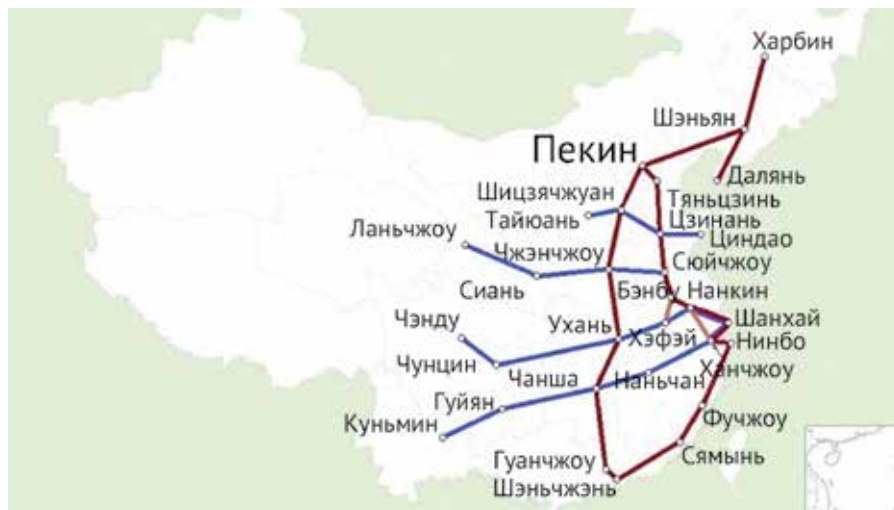 Харбин
Шэньян
Пекин
Далянь
Шицзячжуан
Тяньцзинь
Тайюань
Цзинань
Циндао
Ланьчжоу
Чжэнчжоу
Сюйчжоу
Сиань
Бэнбу Нанкин
Чэнду
Ухань
Шанхай
Хэфэй
Нинбо
Чунцин
Чанша
Наньчан
Ханчжоу
Гуйян
Куньмин
Фучжоу
Сямынь
Гуанчжоу
Шэньчжэнь